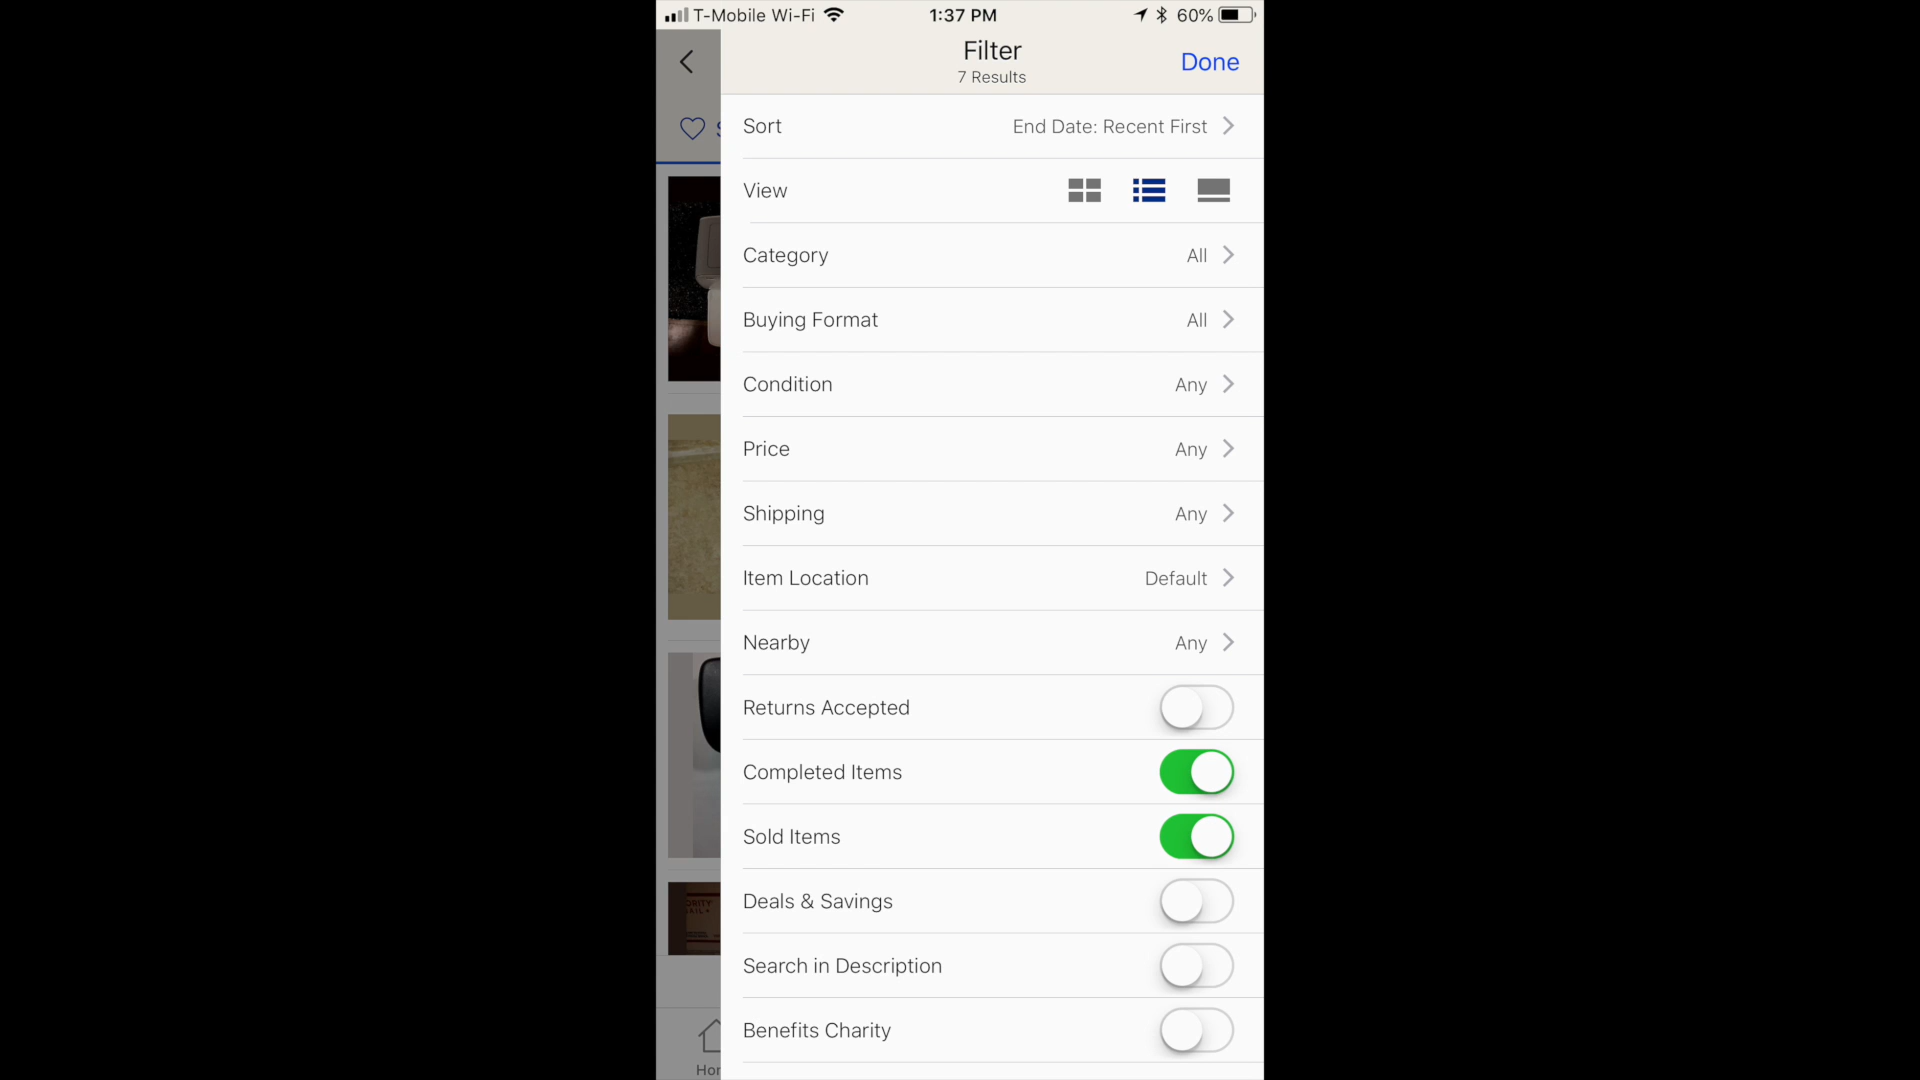 T-Mobile Wi-Fi 1:37 PM 60%
Filter
7 Results
Done
Sort End Date: Recent First
View
Category All
Buying Format All
Condition Any
Price Any
Shipping Any
Item Location Default
Nearby Any
Returns Accepted
Completed Items
Sold Items
Deals & Savings
Search in Description
Benefits Charity